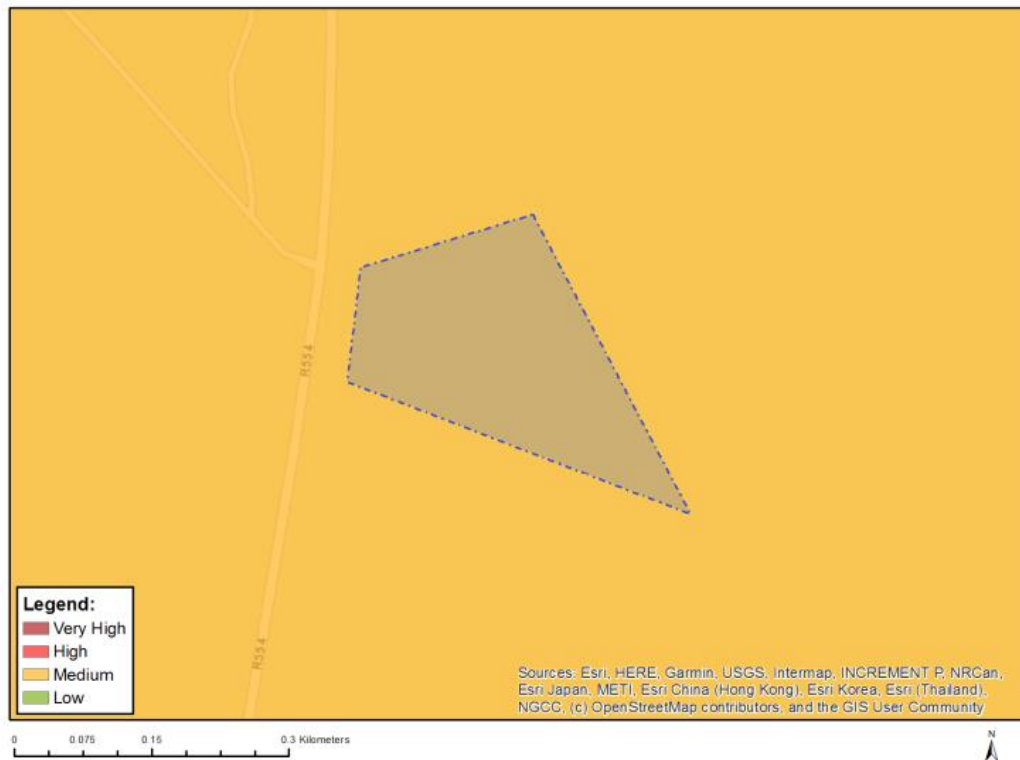 R554
R554
Legend:
Very High
High
Medium
Low
Sources: Esri, HERE, Garmin, USGS, Intermap, INCREMENT P, NRCan,
Esri Japan, METI, Esri China (Hong Kong), Esri Korea, Esri (Thailand),
NGCC, (c) OpenStreetMap contributors, and the GIS User Community
0 0.075 0.15 0.3 Kilometers
N